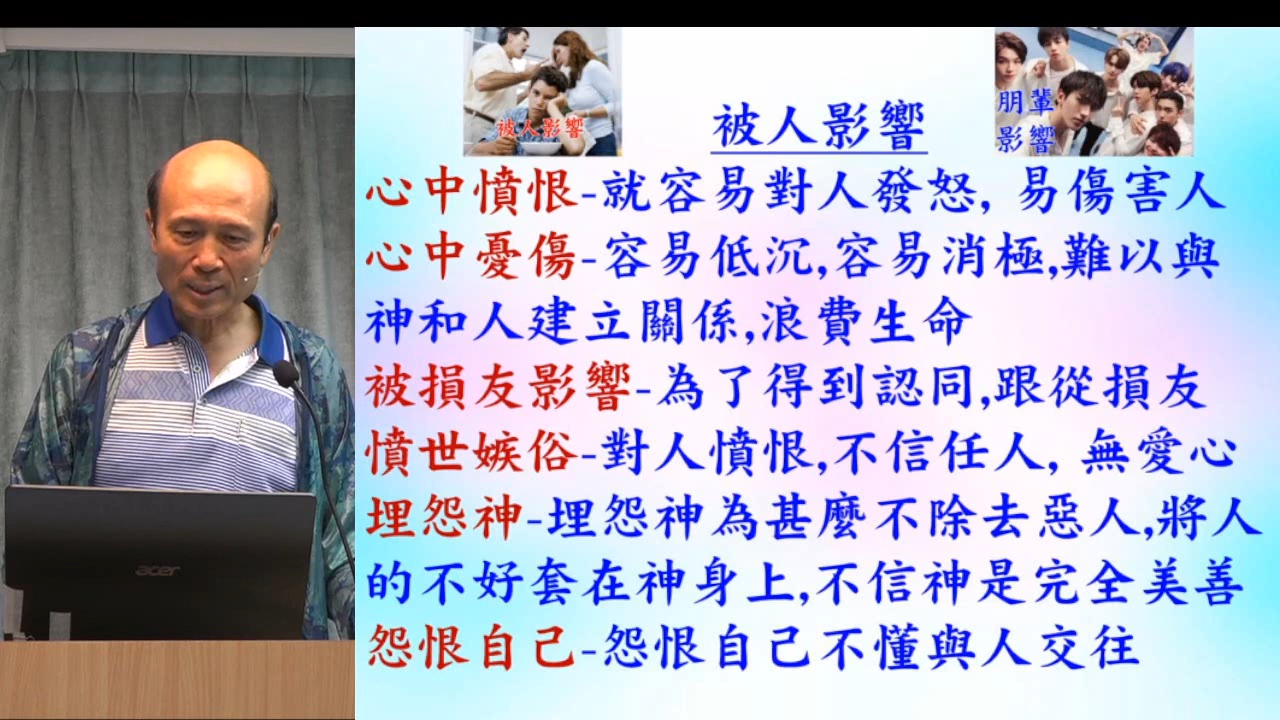 被人影響
朋輩
影響
被人影響
心中憤恨-就容易對人發怒, 易傷害人
心中憂傷-容易低沉,容易消極,難以與
神和人建立關係,浪費生命
被損友影響-為了得到認同,跟從損友
憤世嫉俗-對人憤恨,不信任人, 無愛心
埋怨神-埋怨神為甚麼不除去惡人,將人
的不好套在神身上,不信神是完全美善
怨恨自己-怨恨自己不懂與人交往
acer